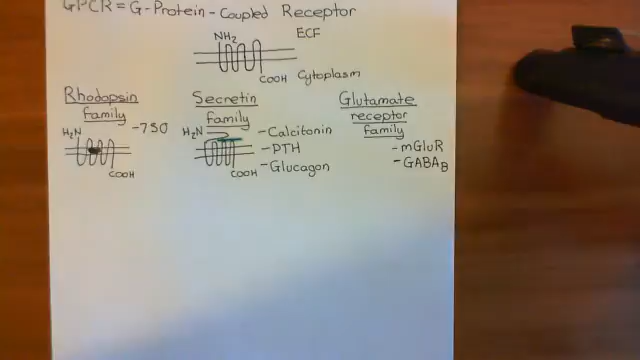 GPCR = G-Protein-Coupled Receptor
NH2
ECF
COOH
Cytoplasm
Rhodopsin
family
-750
H2N
COOH
Secretin
family
H2N
COOH
-Calcitonin
-PTH
-Glucagon
Glutamate
receptor
family
-mGluR
-GABAB